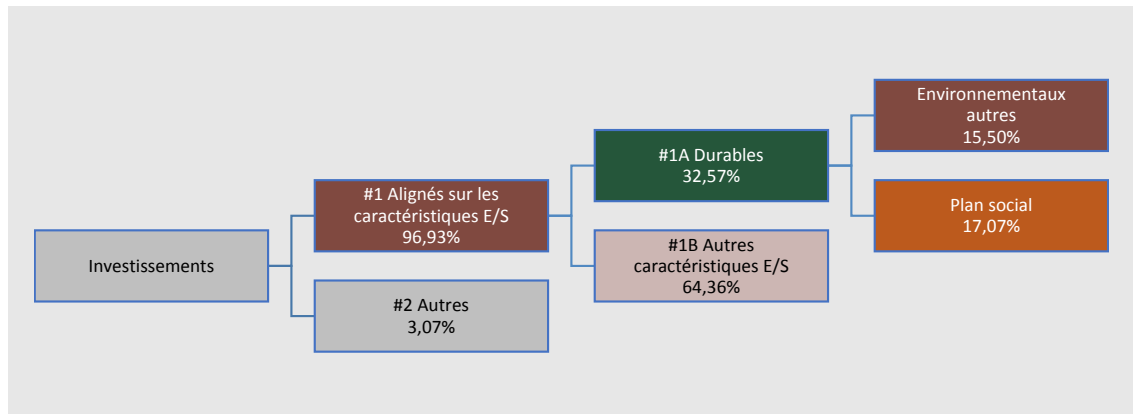 Investissements
#1 Alignés sur les
caractéristiques E/S
96,93%
#2 Autres
3,07%
#1A Durables
32,57%
#1B Autres
caractéristiques E/S
64,36%
Environnementaux
autres
15,50%
Plan social
17,07%